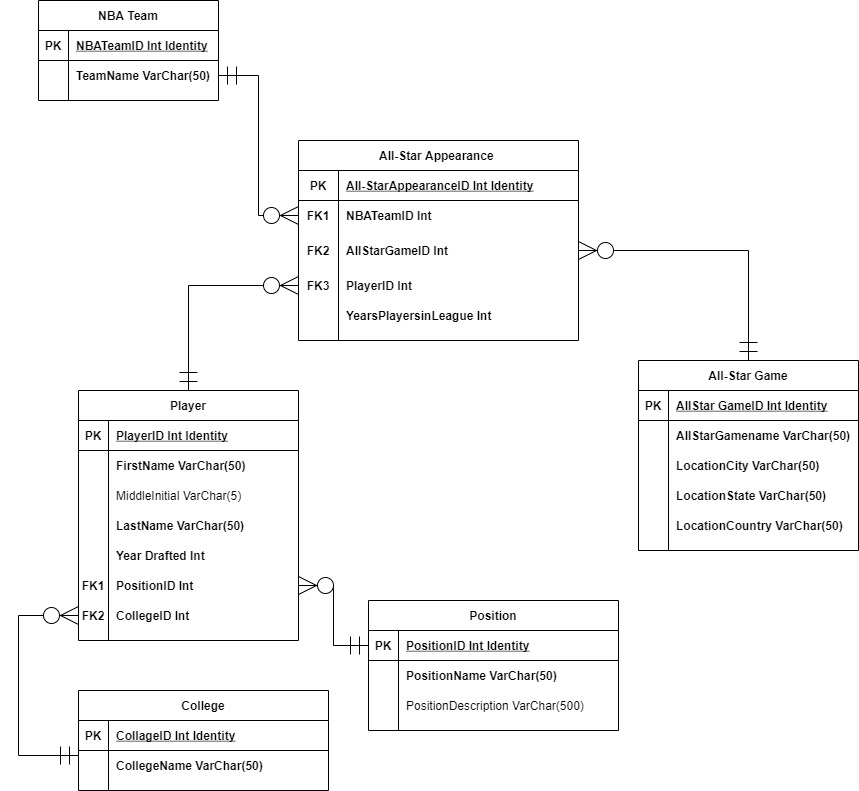 NBA Team
PK NBATeamID Int Identity
TeamName VarChar(50)
All-Star Appearance
PK All-StarAppearanceID Int Identity
FK1 NBATeamID Int
FK2 AllStarGameID Int
FK3 PlayerID Int
YearsPlayersinLeague Int
All-Star Game
PK AllStar GameID Int Identity
AllStarGamename VarChar(50)
LocationCity VarChar(50)
LocationState VarChar(50)
LocationCountry VarChar(50)
Player
PK PlayerID Int Identity
FirstName VarChar(50)
MiddleInitial VarChar(5)
LastName VarChar(50)
Year Drafted Int
FK1 PositionID Int
FK2 CollegeID Int
Position
PK PositionID Int Identity
PositionName VarChar(50)
PositionDescription VarChar(500)
College
PK CollageID Int Identity
CollegeName VarChar(50)